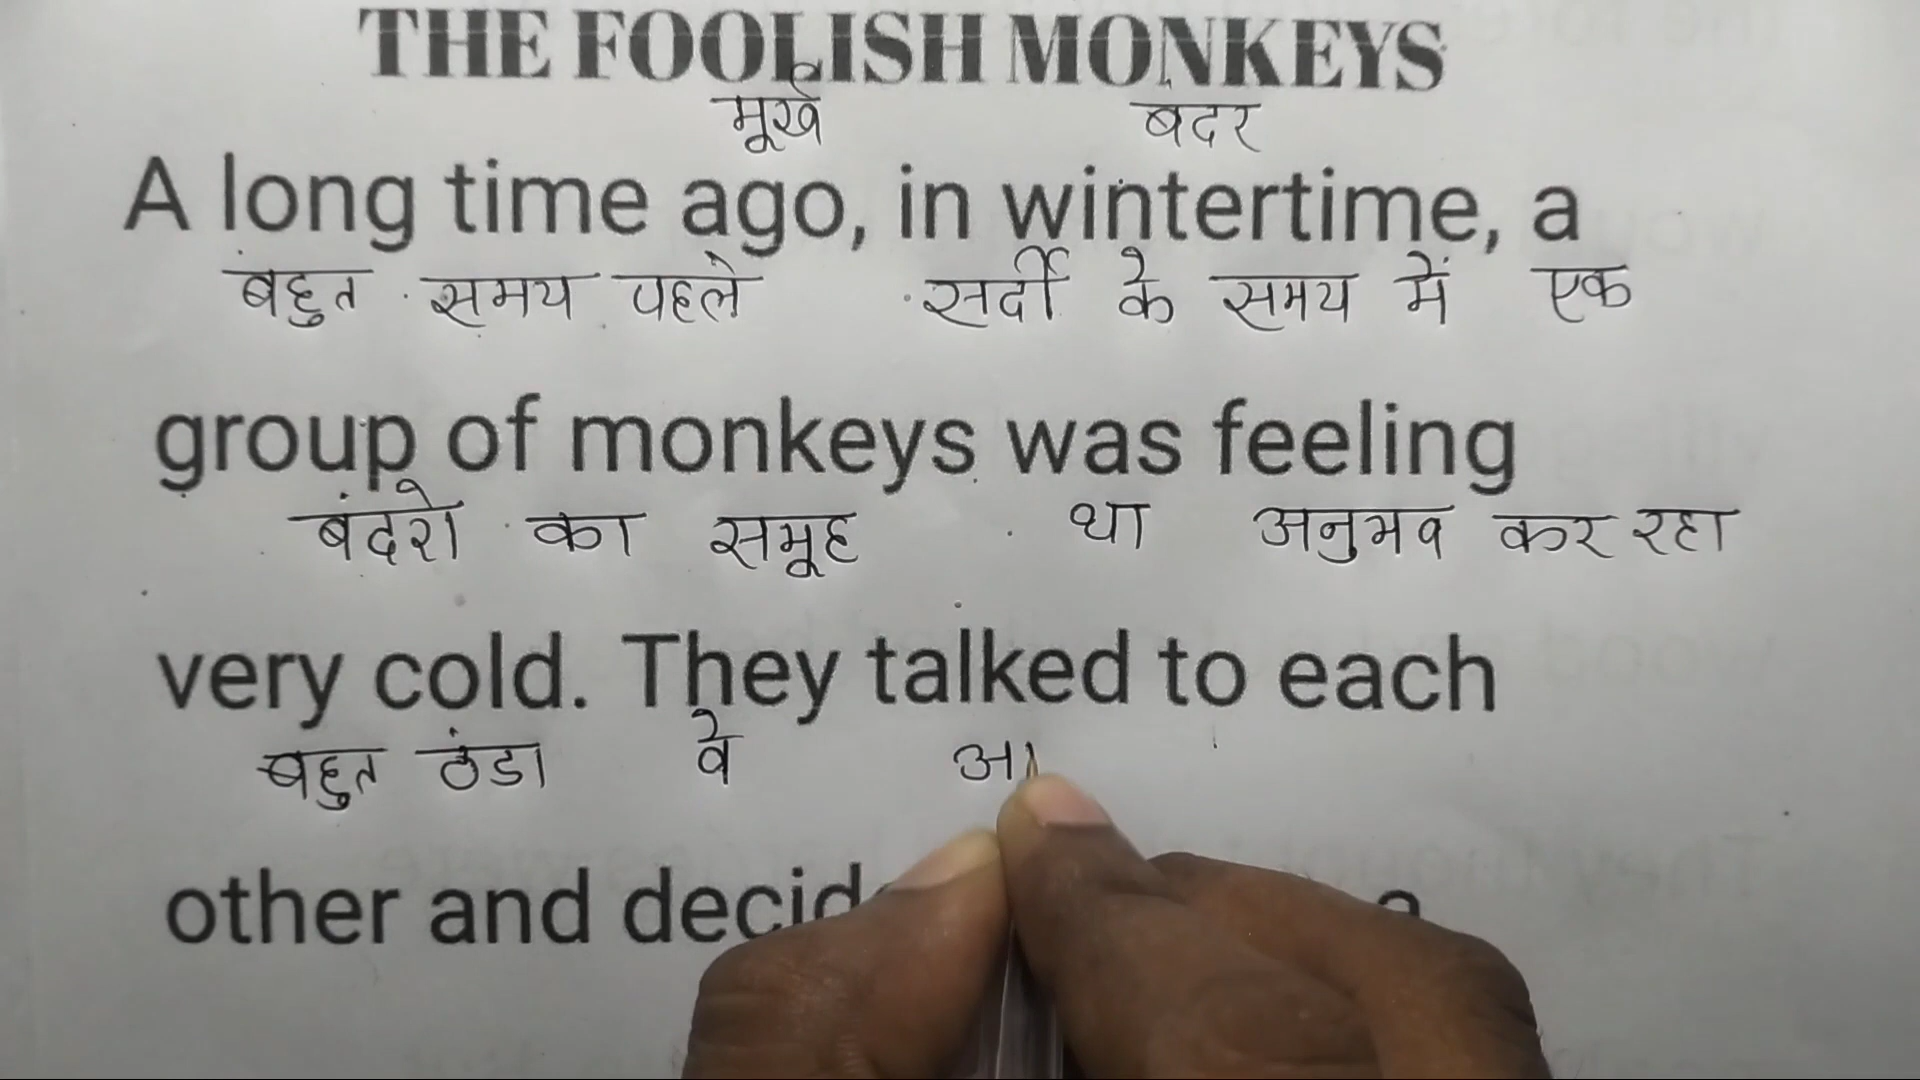 THE FOOLISH MONKEYS
मूर्ख बंदर
A long time ago, in wintertime, a
बहुत समय पहले सर्दी के समय में एक
group of monkeys was feeling
बंदरो का समूह था अनुभव कर रहा
very cold. They talked to each
बहुत ठंडा वे आ
other and